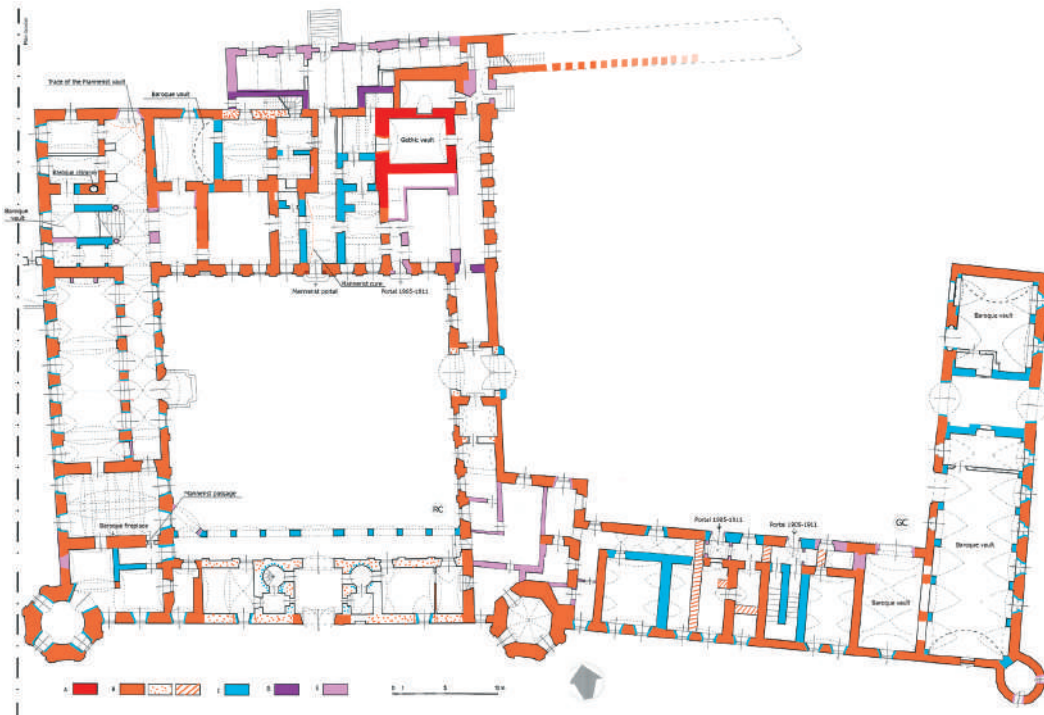 Trace of the Mannerist vault
Baroque vault
Gothic vault
Baroque
vault
Mannerist cure
Mannerist portal
Portal 1905-1911
Baroque vault
Mannerist passage
Baroque fireplace
RC
Portal 1905-1911
Portal 1905-1911
GC
Baroque vault
Baroque vault
A
B
0 1 5 10 m